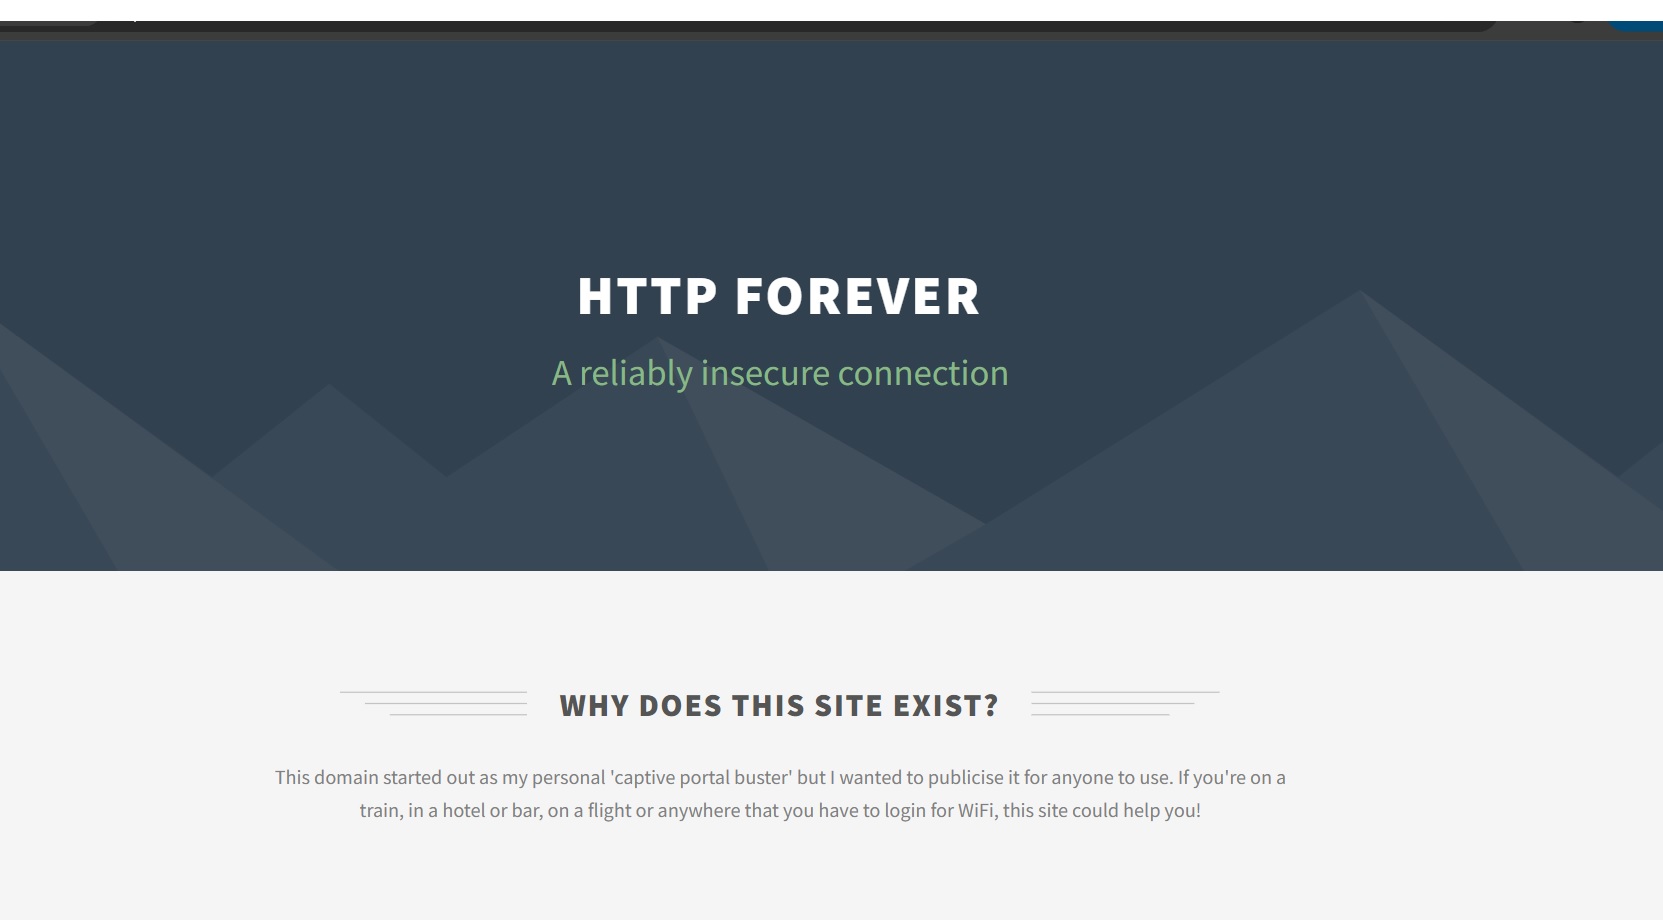 HTTP FOREVER
A reliably insecure connection
WHY DOES THIS SITE EXIST?
This domain started out as my personal 'captive portal buster' but I wanted to publicise it for anyone to use. If you're on a
train, in a hotel or bar, on a flight or anywhere that you have to login for WiFi, this site could help you!